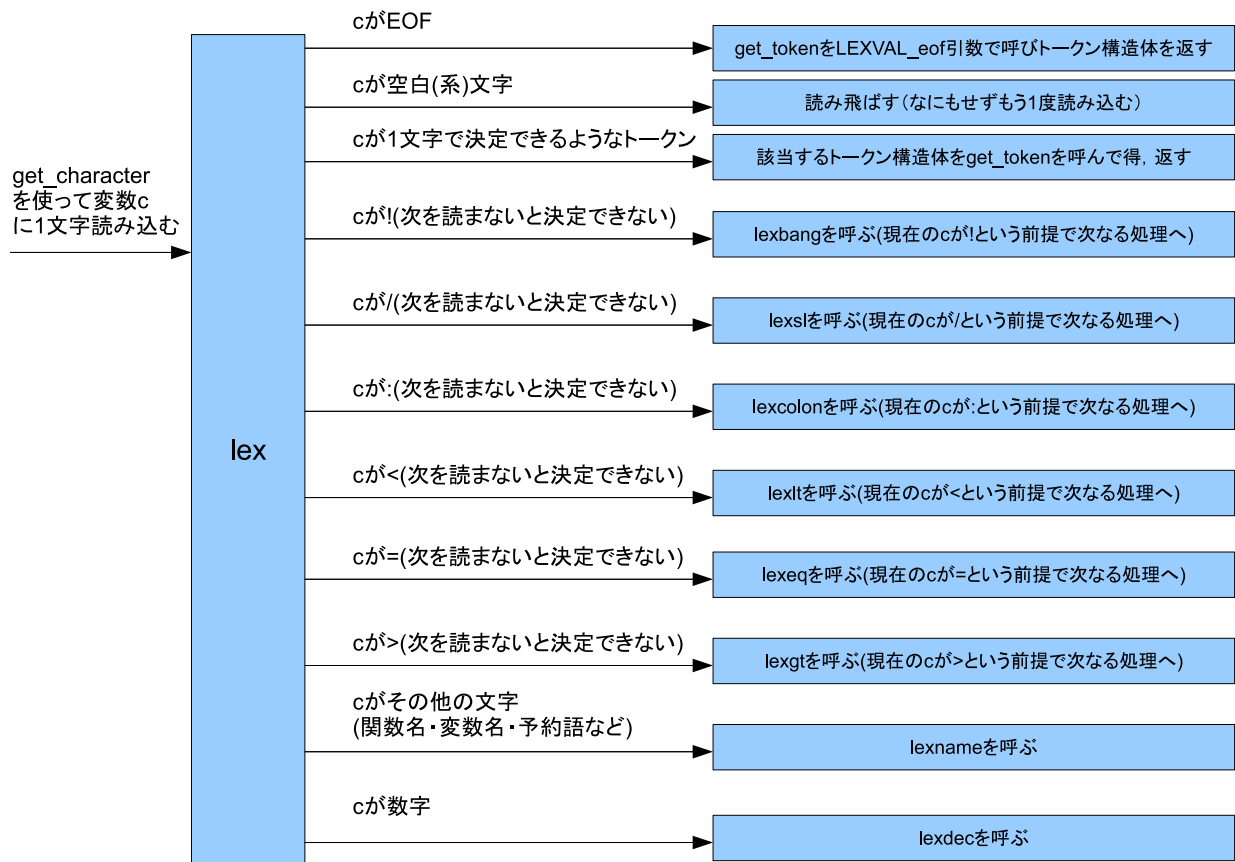 cがEOF
get_tokenをLEXVAL_eof引数で呼びトークン構造体を返す
cが空白(系)文字
読み飛ばす(なにもせずもう1度読み込む)
cが1文字で決定できるようなトークン
該当するトークン構造体をget_tokenを呼んで得, 返す
get_character
を使って変数c
に1文字読み込む
cが!(次を読まないと決定できない)
lexbangを呼ぶ(現在のcが!という前提で次なる処理へ)
cが/(次を読まないと決定できない)
lexslを呼ぶ(現在のcが/という前提で次なる処理へ)
cが:(次を読まないと決定できない)
lexcolonを呼ぶ(現在のcが:という前提で次なる処理へ)
lex
cが<(次を読まないと決定できない)
lexltを呼ぶ(現在のcが<という前提で次なる処理へ)
cが=(次を読まないと決定できない)
lexeqを呼ぶ(現在のcが=という前提で次なる処理へ)
cが>(次を読まないと決定できない)
lexgtを呼ぶ(現在のcが>という前提で次なる処理へ)
cがその他の文字
(関数名・変数名・予約語など)
lexnameを呼ぶ
cが数字
lexdecを呼ぶ